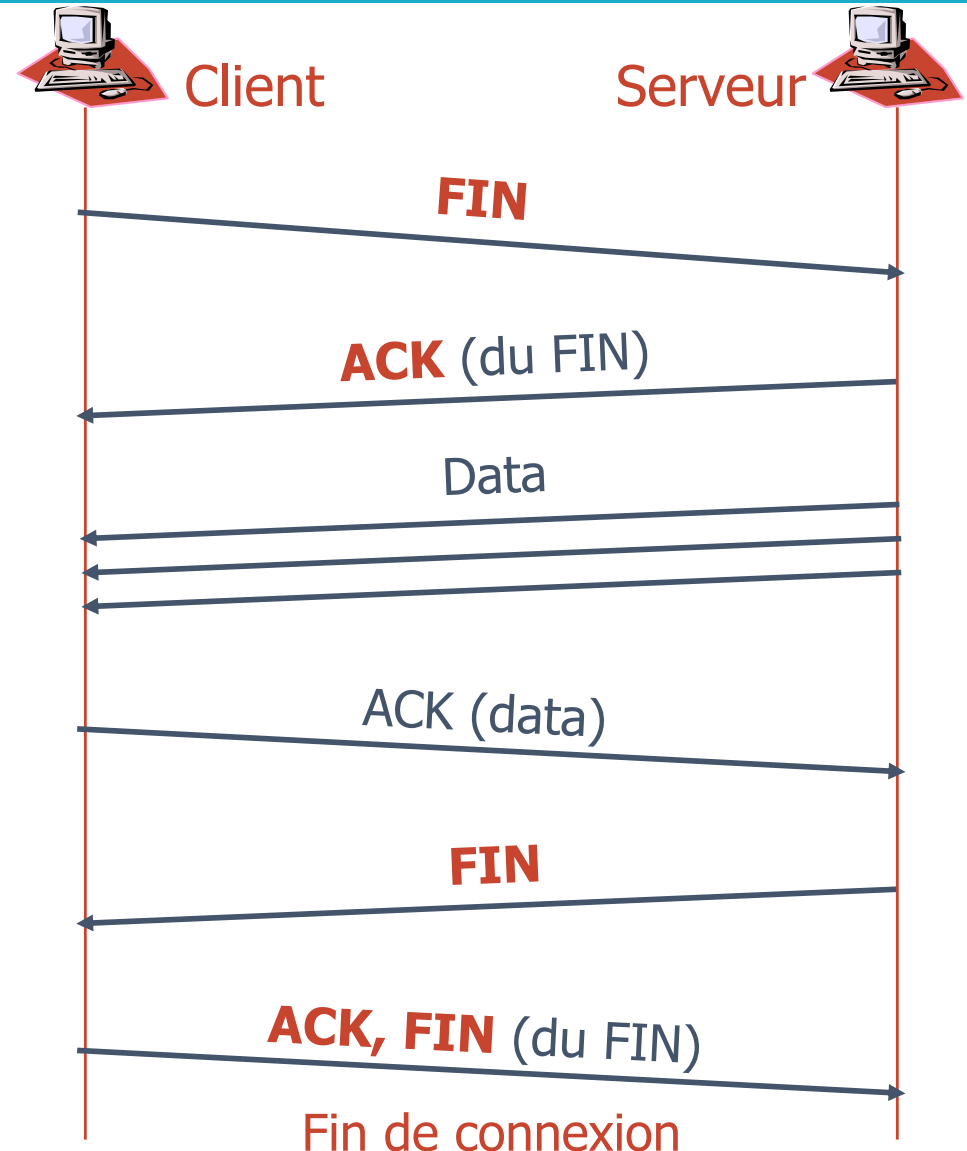 Client
Serveur
FIN
ACK (du FIN)
Data
ACK (data)
FIN
ACK, FIN (du FIN)
Fin de connexion